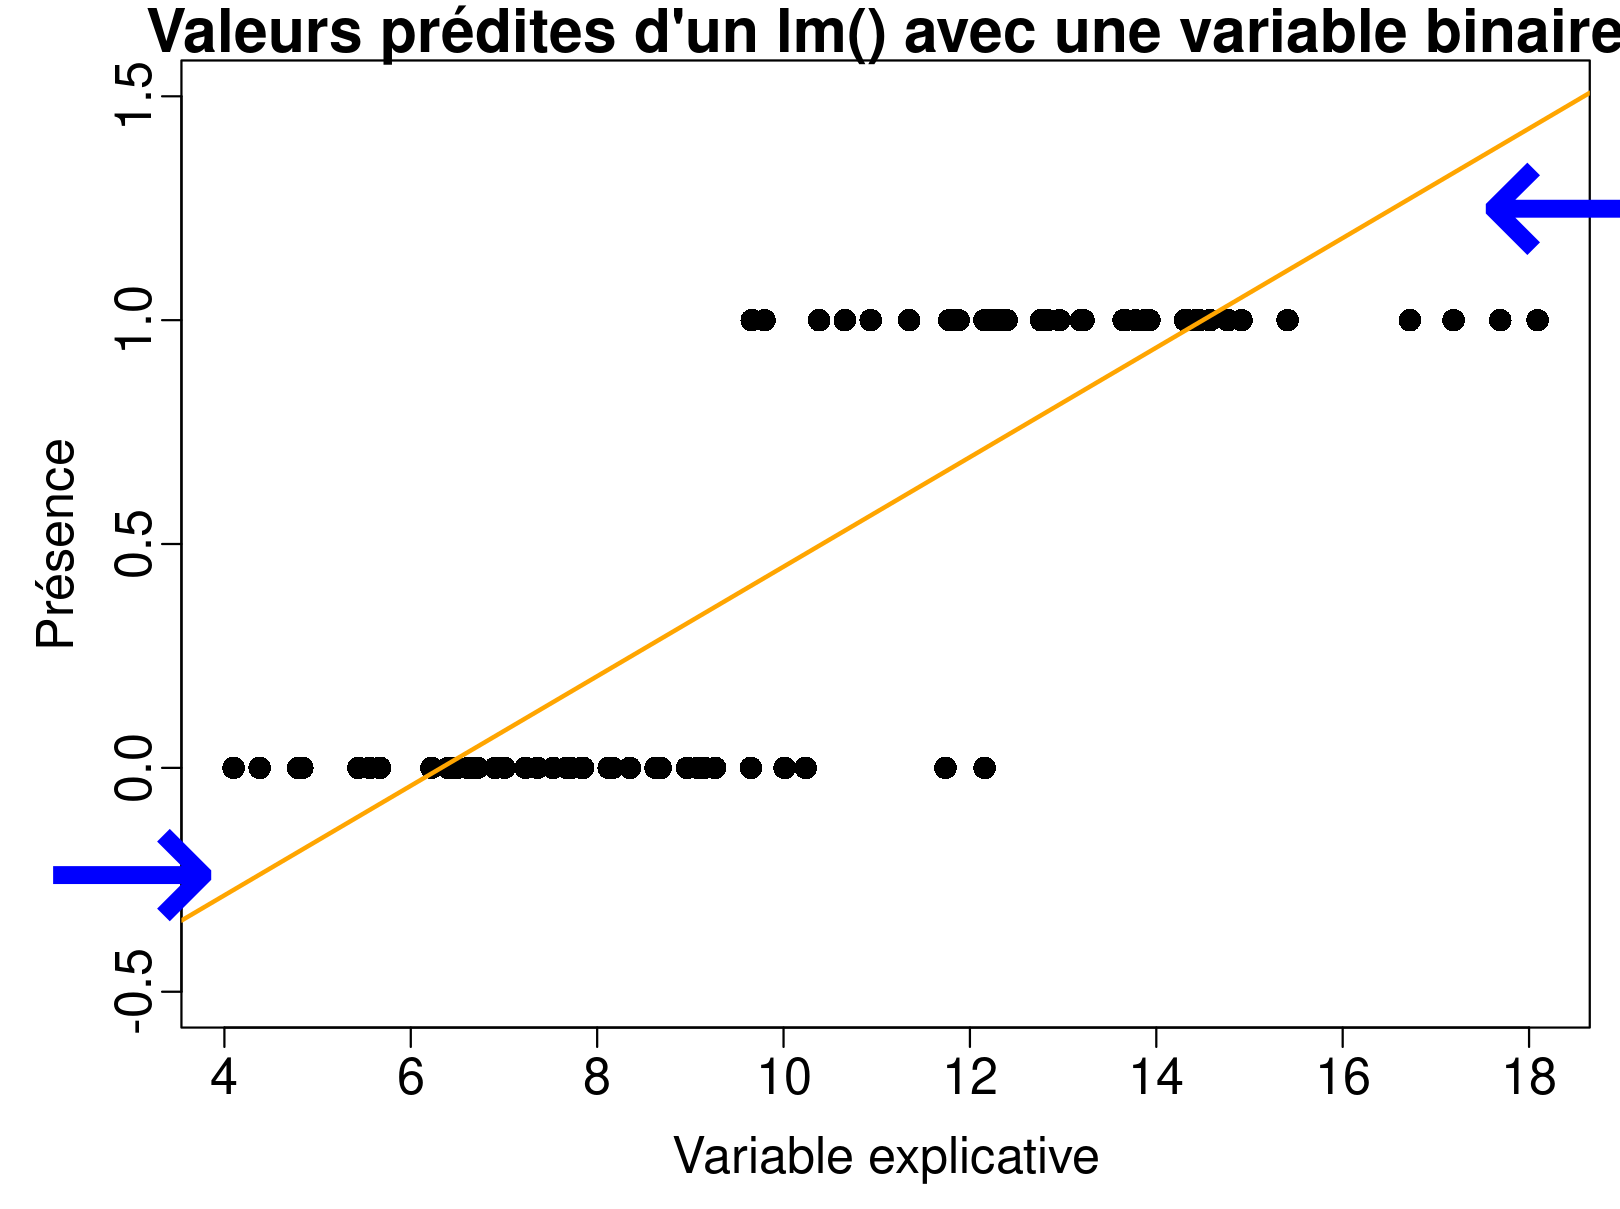 Valeurs prédites d'un lm() avec une variable binaire
1.5
1.0
0.5
0.0
-0.5
Présence
4 6 8 10 12 14 16 18
Variable explicative